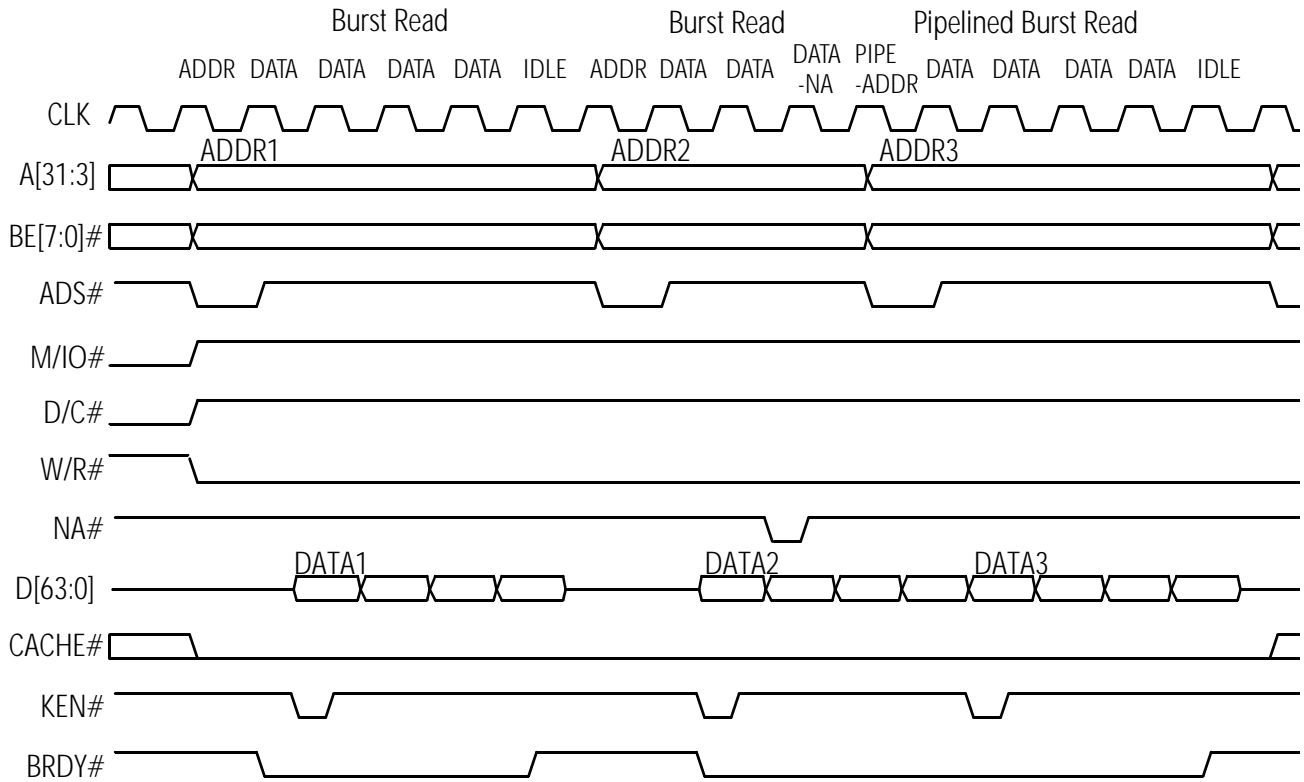 Burst Read Burst Read Pipelined Burst Read
ADDR DATA DATA DATA DATA IDLE ADDR DATA DATA DATA -NA PIPE -ADDR DATA DATA DATA DATA IDLE
CLK
ADDR1 ADDR2 ADDR3
A[31:3]
BE[7:0]#
ADS#
M/IO#
D/C#
W/R#
NA#
DATA1 DATA2 DATA3
D[63:0]
CACHE#
KEN#
BRDY#